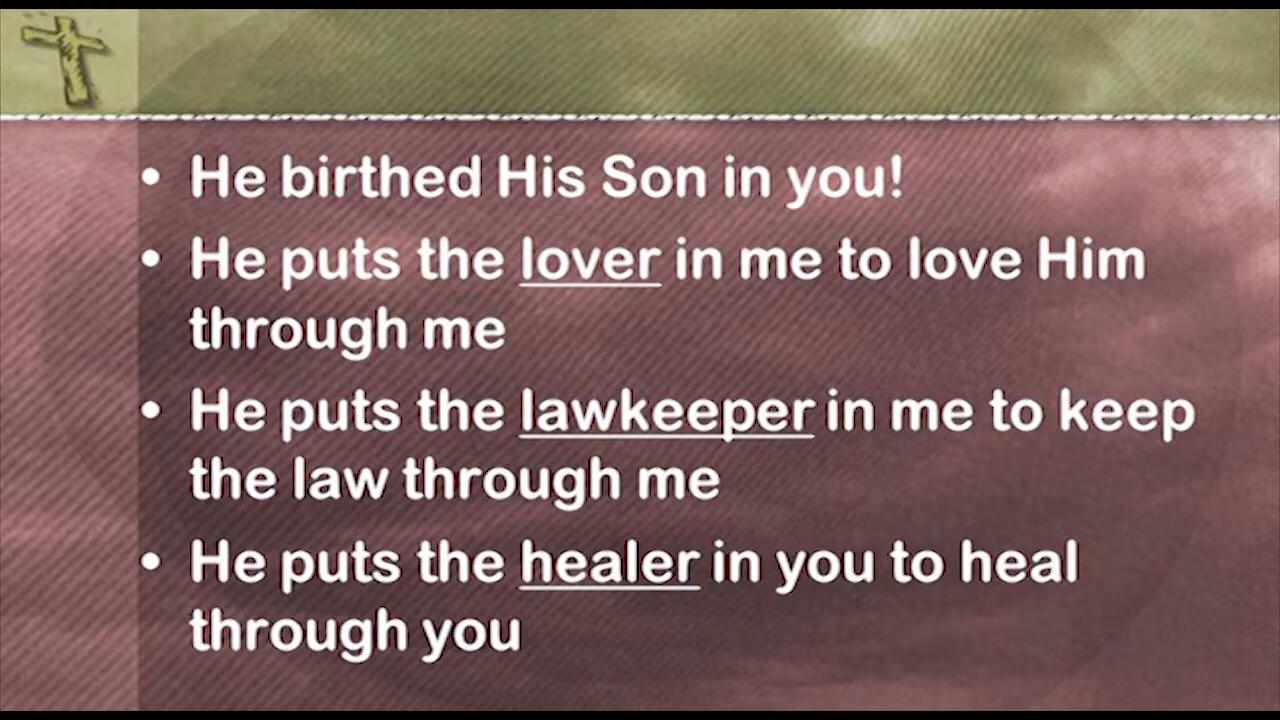 • He birthed His Son in you!
• He puts the lover in me to love Him
through me
• He puts the lawkeeper in me to keep
the law through me
• He puts the healer in you to heal
through you